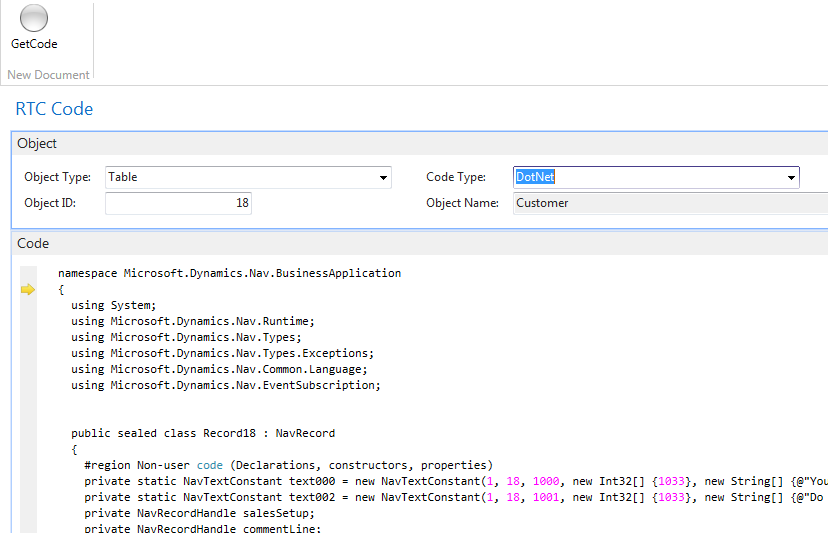 GetCode
New Document
RTC Code
Object
Object Type: Table Code Type: DotNet
Object ID: 18 Object Name: Customer
Code
namespace Microsoft.Dynamics.Nav.BusinessApplication
{
using System;
using Microsoft.Dynamics.Nav.Runtime;
using Microsoft.Dynamics.Nav.Types;
using Microsoft.Dynamics.Nav.Types.Exceptions;
using Microsoft.Dynamics.Nav.Common.Language;
using Microsoft.Dynamics.Nav.EventSubscription;
public sealed class Record18 : NavRecord
{
#region Non-user code (Declarations, constructors, properties)
private static NavTextConstant text000 = new NavTextConstant(1, 18, 1000, new Int32[] {1033}, new String[] {@"You
private static NavTextConstant text002 = new NavTextConstant(1, 18, 1001, new Int32[] {1033}, new String[] {@"Do
private NavRecordHandle salesSetup;
private NavRecordHandle commentLine;